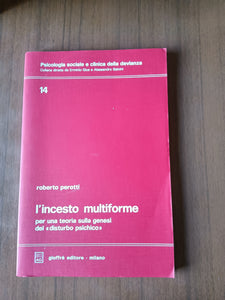 Psicologia sociale e clinica della devianza
Collana diretta da Ernesto Gius e Alessandro Salvini
14
roberto perotti
l'incesto multiforme
per una teoria sulla genesi
del «disturbo psichico»
giuffrè editore - milano